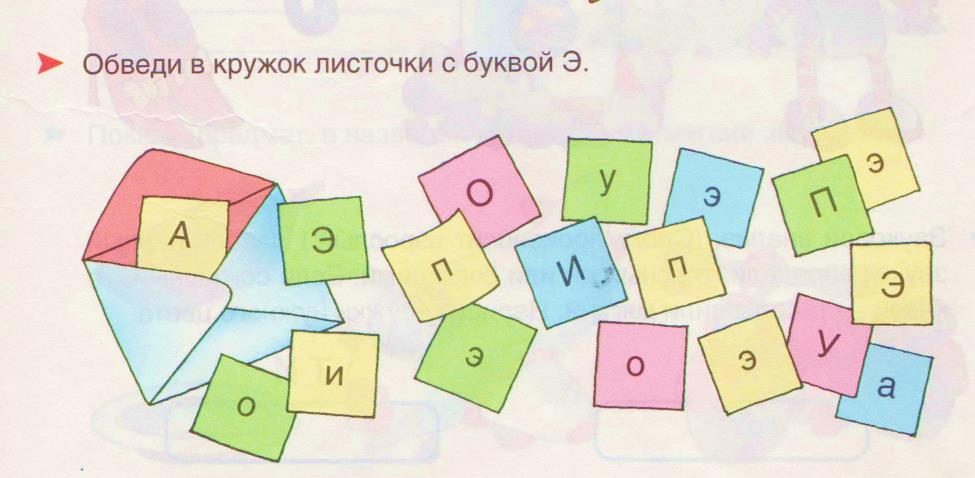 Обведи в кружок листочки с буквой Э.
А Э О у э П э
п И п Э
о и э о э У а